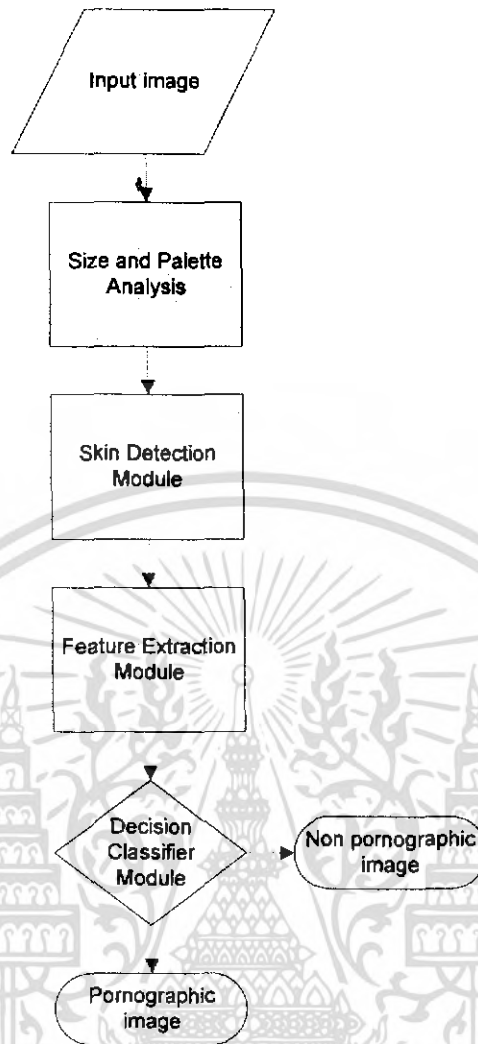 Input image
Size and Palette
Analysis
Skin Detection
Module
Feature Extraction
Module
Decision
Classifier
Module
Non pornographic
image
Pornographic
image